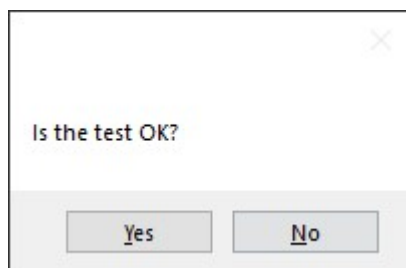 Is the test OK?
Yes No